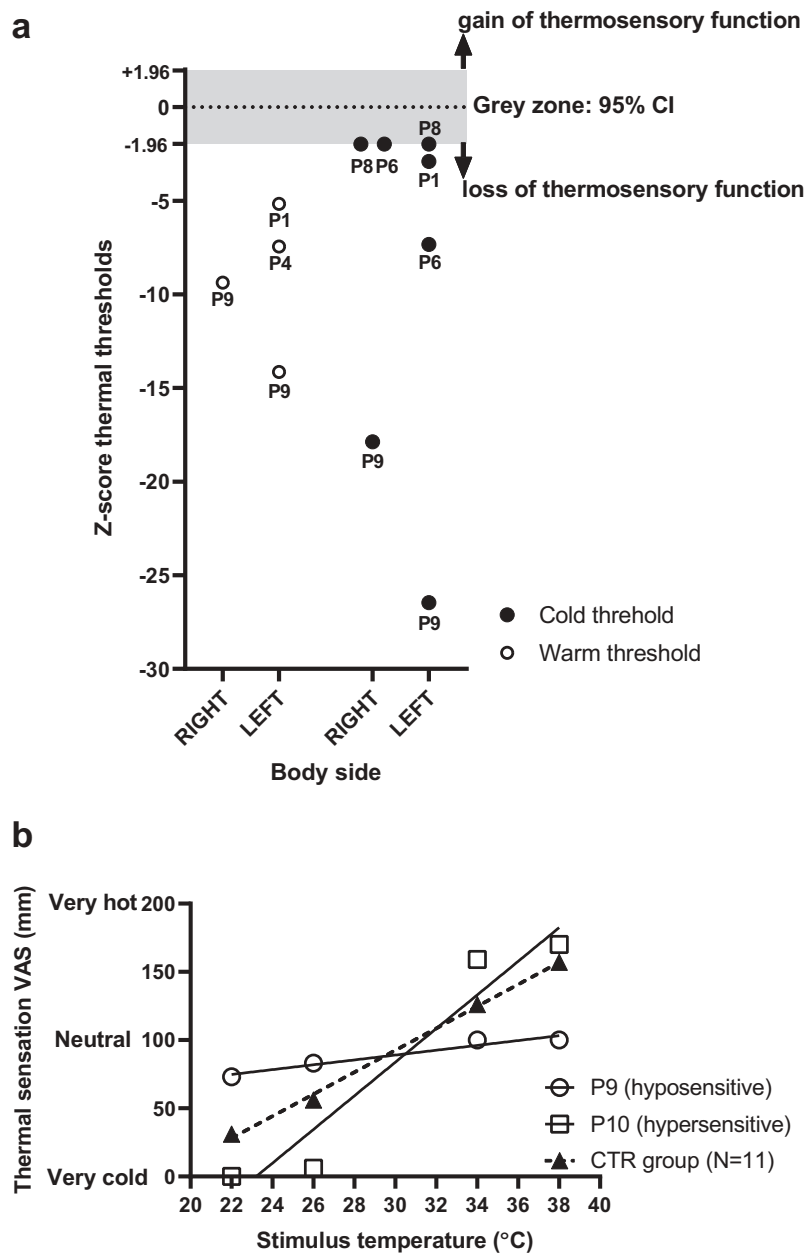 a
gain of thermosensory function
+1.96
0
Grey zone: 95% CI
-1.96
P8
P8 P6
P1
loss of thermosensory function
-5
P1
P4
P6
-10
P9
-15
P9
P9
-20
-25
P9
-30
Z-score thermal thresholds
Cold threhold
Warm threshold
RIGHT LEFT RIGHT LEFT
Body side
b
Very hot 200
150
Neutral 100
50
Very cold 0
Thermal sensation VAS (mm)
P9 (hyposensitive)
P10 (hypersensitive)
CTR group (N=11)
20 22 24 26 28 30 32 34 36 38 40
Stimulus temperature (°C)